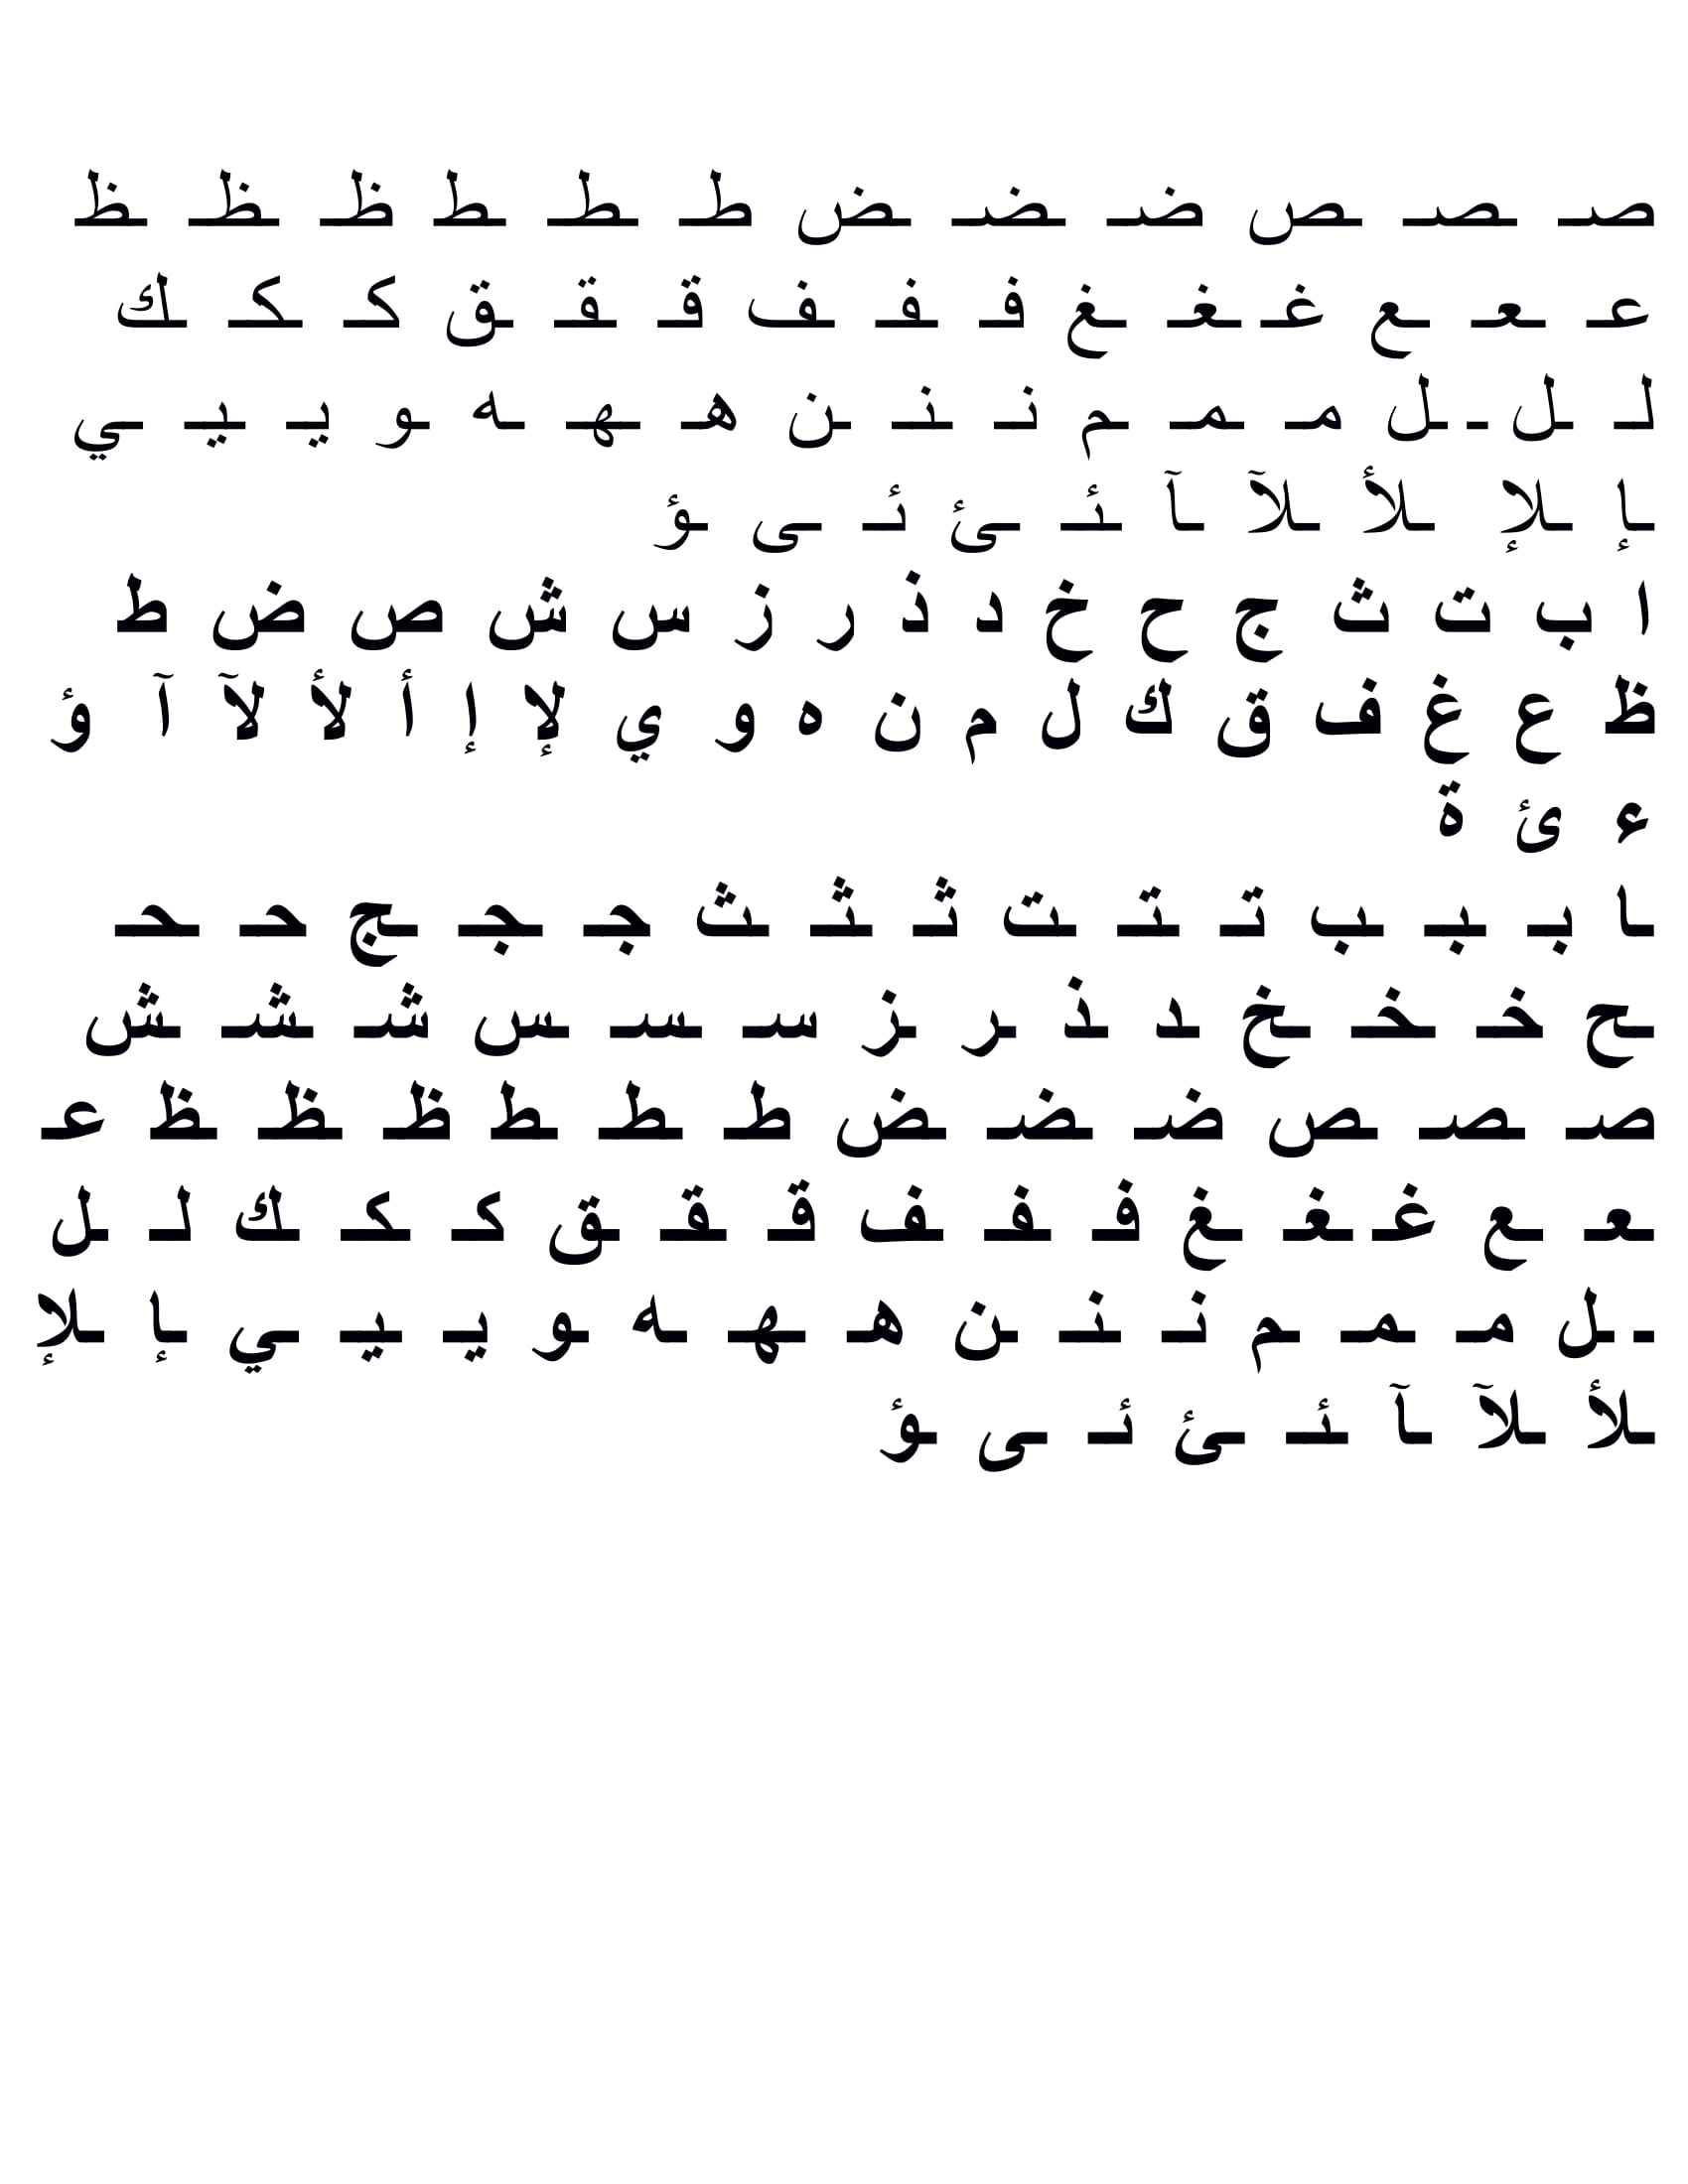 صـ ـصـ ـص ضـ ـضـ ـض طـ ـطـ ـط ظـ ـظـ ـظ
عـ ـعـ ـع غـ ـغـ ـغ فـ ـفـ ـف قـ ـقـ ـق كـ ـكـ ـك
لـ ـل ـ ـل مـ ـمـ ـم نـ ـنـ ـن هـ ـهـ ـه ـو يـ ـيـ ـي
ـإ ـلإ ـلأ ـلآ ـآ ـئـ ـئ ئـ ـى ـؤ
ا ب ت ث ج ح خ د ذ ر ز س ش ص ض ط
ظ ع غ ف ق ك ل م ن ه و ي لإ إ أ لأ لآ آ ؤ
ء ئ ة
ـا بـ ـبـ ـب تـ ـتـ ـت ثـ ـثـ ـث جـ ـجـ ـج حـ ـحـ
ـح خـ ـخـ ـخ ـد ـذ ـر ـز سـ ـسـ ـس شـ ـشـ ـش
صـ ـصـ ـص ضـ ـضـ ـض طـ ـطـ ـط ظـ ـظـ ـظ عـ
ـعـ ـع غـ ـغـ ـغ فـ ـفـ ـف قـ ـقـ ـق كـ ـكـ ـك لـ ـل
ـ ـل مـ ـمـ ـم نـ ـنـ ـن هـ ـهـ ـه ـو يـ ـيـ ـي ـإ ـلإ
ـلأ ـلآ ـآ ـئـ ـئ ئـ ـى ـؤ